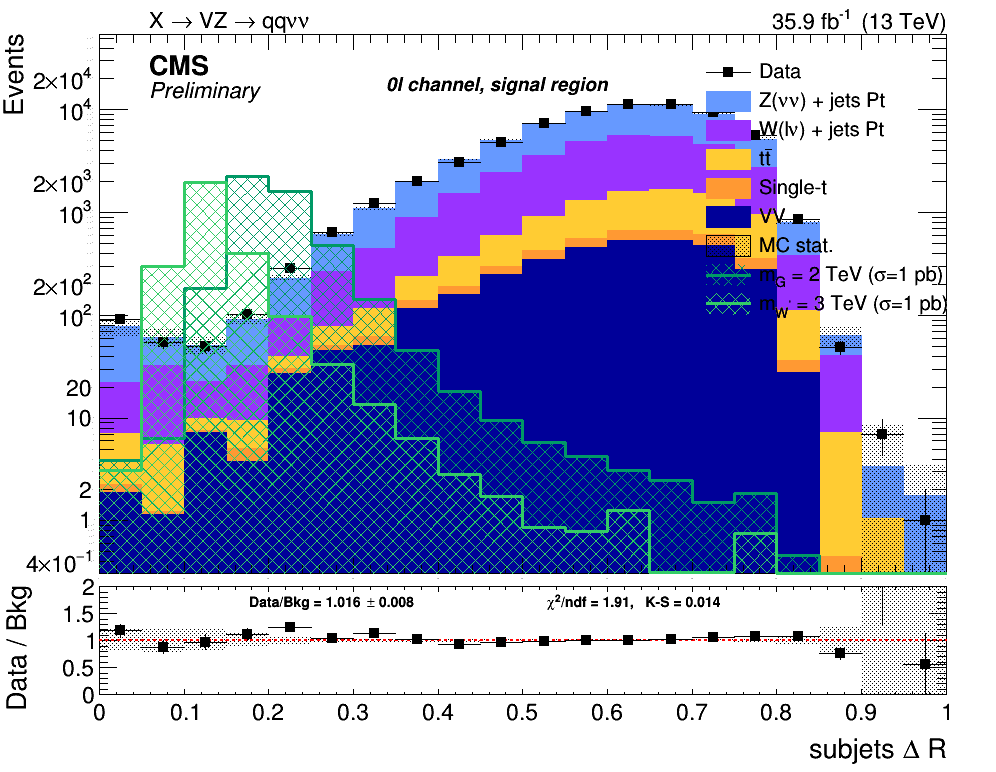 X → VZ → qqνν
35.9 fb⁻¹ (13 TeV)
Events
CMS
Preliminary
0l channel, signal region
Data
Z(νν) + jets Pt
W(lν) + jets Pt
tt̄
Single-t
VV
MC stat.
m_G = 2 TeV (σ=1 pb)
m_W' = 3 TeV (σ=1 pb)
2×10⁴
10⁴
2×10³
10³
2×10²
10²
20
10
2
1
4×10⁻¹
Data / Bkg
2
1.5
1
0.5
0
Data/Bkg = 1.016 ± 0.008
χ²/ndf = 1.91, K-S = 0.014
0 0.1 0.2 0.3 0.4 0.5 0.6 0.7 0.8 0.9 1
subjets Δ R